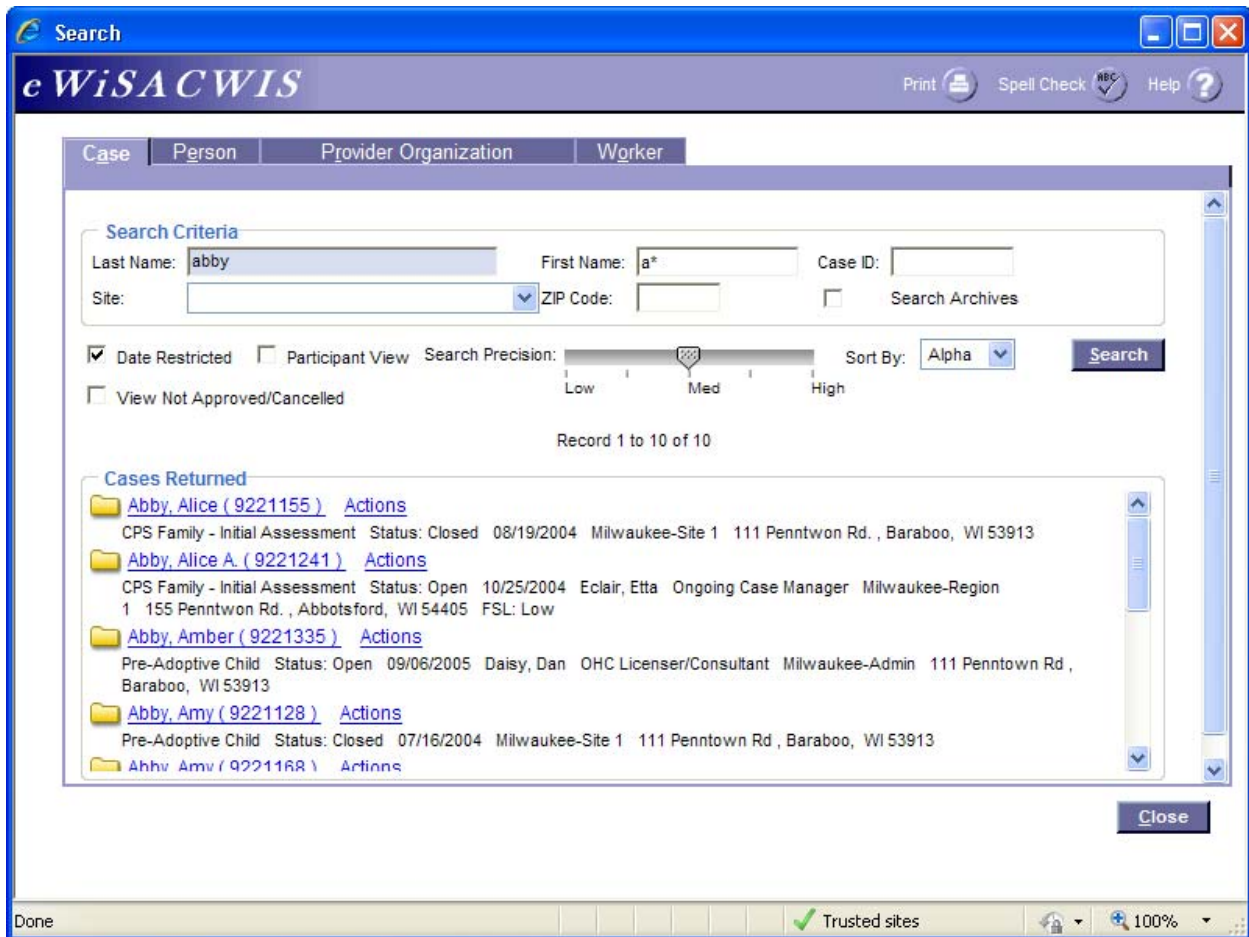 Search
e WiSACWIS
Print Spell Check ABC Help ?
Case Person Provider Organization Worker
Search Criteria
Last Name: abby First Name: a* Case ID:
Site: ZIP Code: Search Archives
Date Restricted Participant View Search Precision: Sort By: Alpha Search
Low Med High
View Not Approved/Cancelled
Record 1 to 10 of 10
Cases Returned
Abby, Alice ( 9221155 ) Actions
CPS Family - Initial Assessment Status: Closed 08/19/2004 Milwaukee-Site 1 111 Penntwon Rd. , Baraboo, WI 53913
Abby, Alice A. ( 9221241 ) Actions
CPS Family - Initial Assessment Status: Open 10/25/2004 Eclair, Etta Ongoing Case Manager Milwaukee-Region
1 155 Penntwon Rd. , Abbotsford, WI 54405 FSL: Low
Abby, Amber ( 9221335 ) Actions
Pre-Adoptive Child Status: Open 09/06/2005 Daisy, Dan OHC Licenser/Consultant Milwaukee-Admin 111 Penntown Rd ,
Baraboo, WI 53913
Abby, Amy ( 9221128 ) Actions
Pre-Adoptive Child Status: Closed 07/16/2004 Milwaukee-Site 1 111 Penntown Rd , Baraboo, WI 53913
Abby, Amy ( 9221168 ) Actions
Close
Done Trusted sites 100%